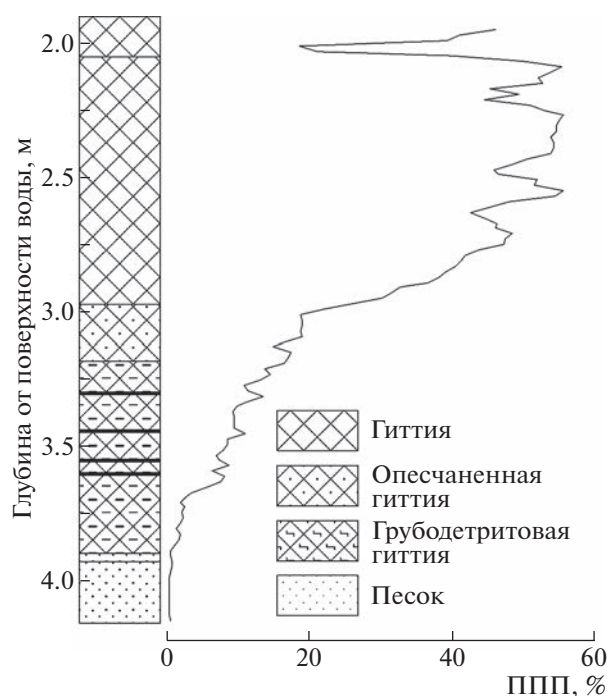 Глубина от поверхности воды, м
2.0
2.5
3.0
3.5
4.0
Гиттия
Опесчаненная
гиттия
Грубодетритовая
гиттия
Песок
0
20
40
60
ППП, %